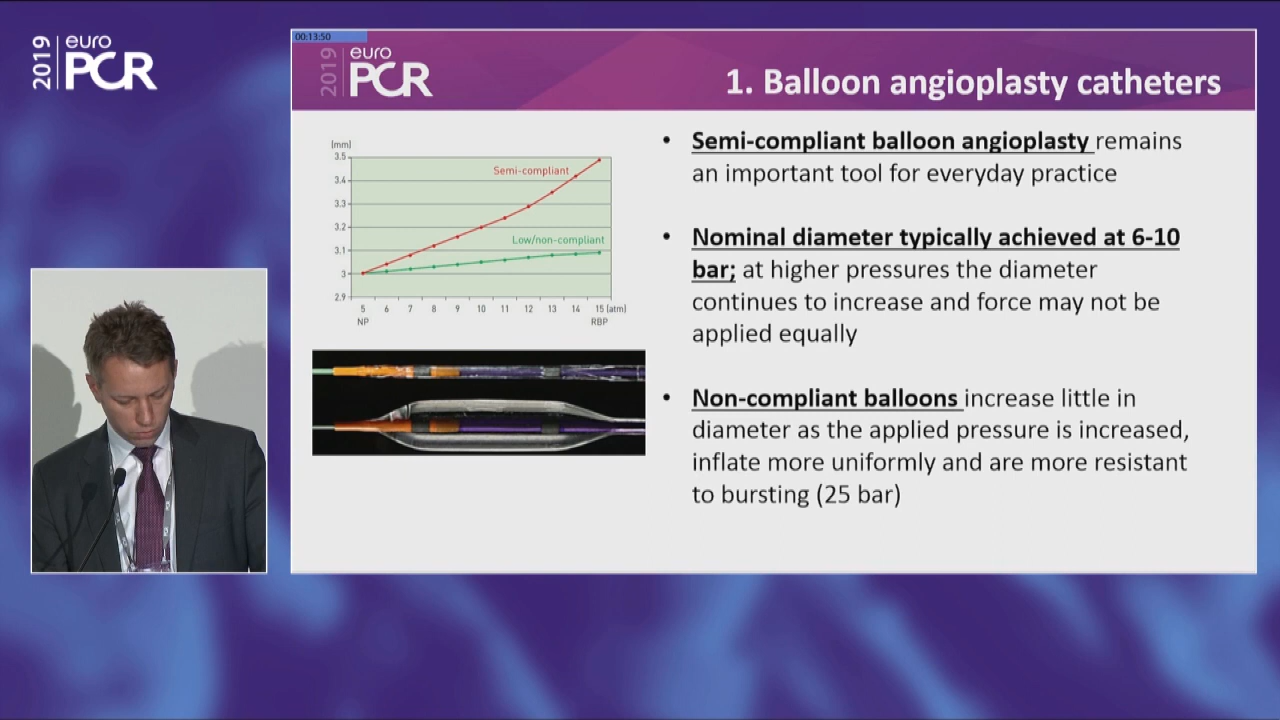 2019
euro
PCR
00:13:50
2019
euro
PCR
1. Balloon angioplasty catheters
(mm)
3.5
3.4
3.3
3.2
3.1
3
2.9
Semi-compliant
Low/non-compliant
5 6 7 8 9 10 11 12 13 14 15 (atm)
NP RBP
• Semi-compliant balloon angioplasty remains
an important tool for everyday practice
• Nominal diameter typically achieved at 6-10
bar; at higher pressures the diameter
continues to increase and force may not be
applied equally
• Non-compliant balloons increase little in
diameter as the applied pressure is increased,
inflate more uniformly and are more resistant
to bursting (25 bar)